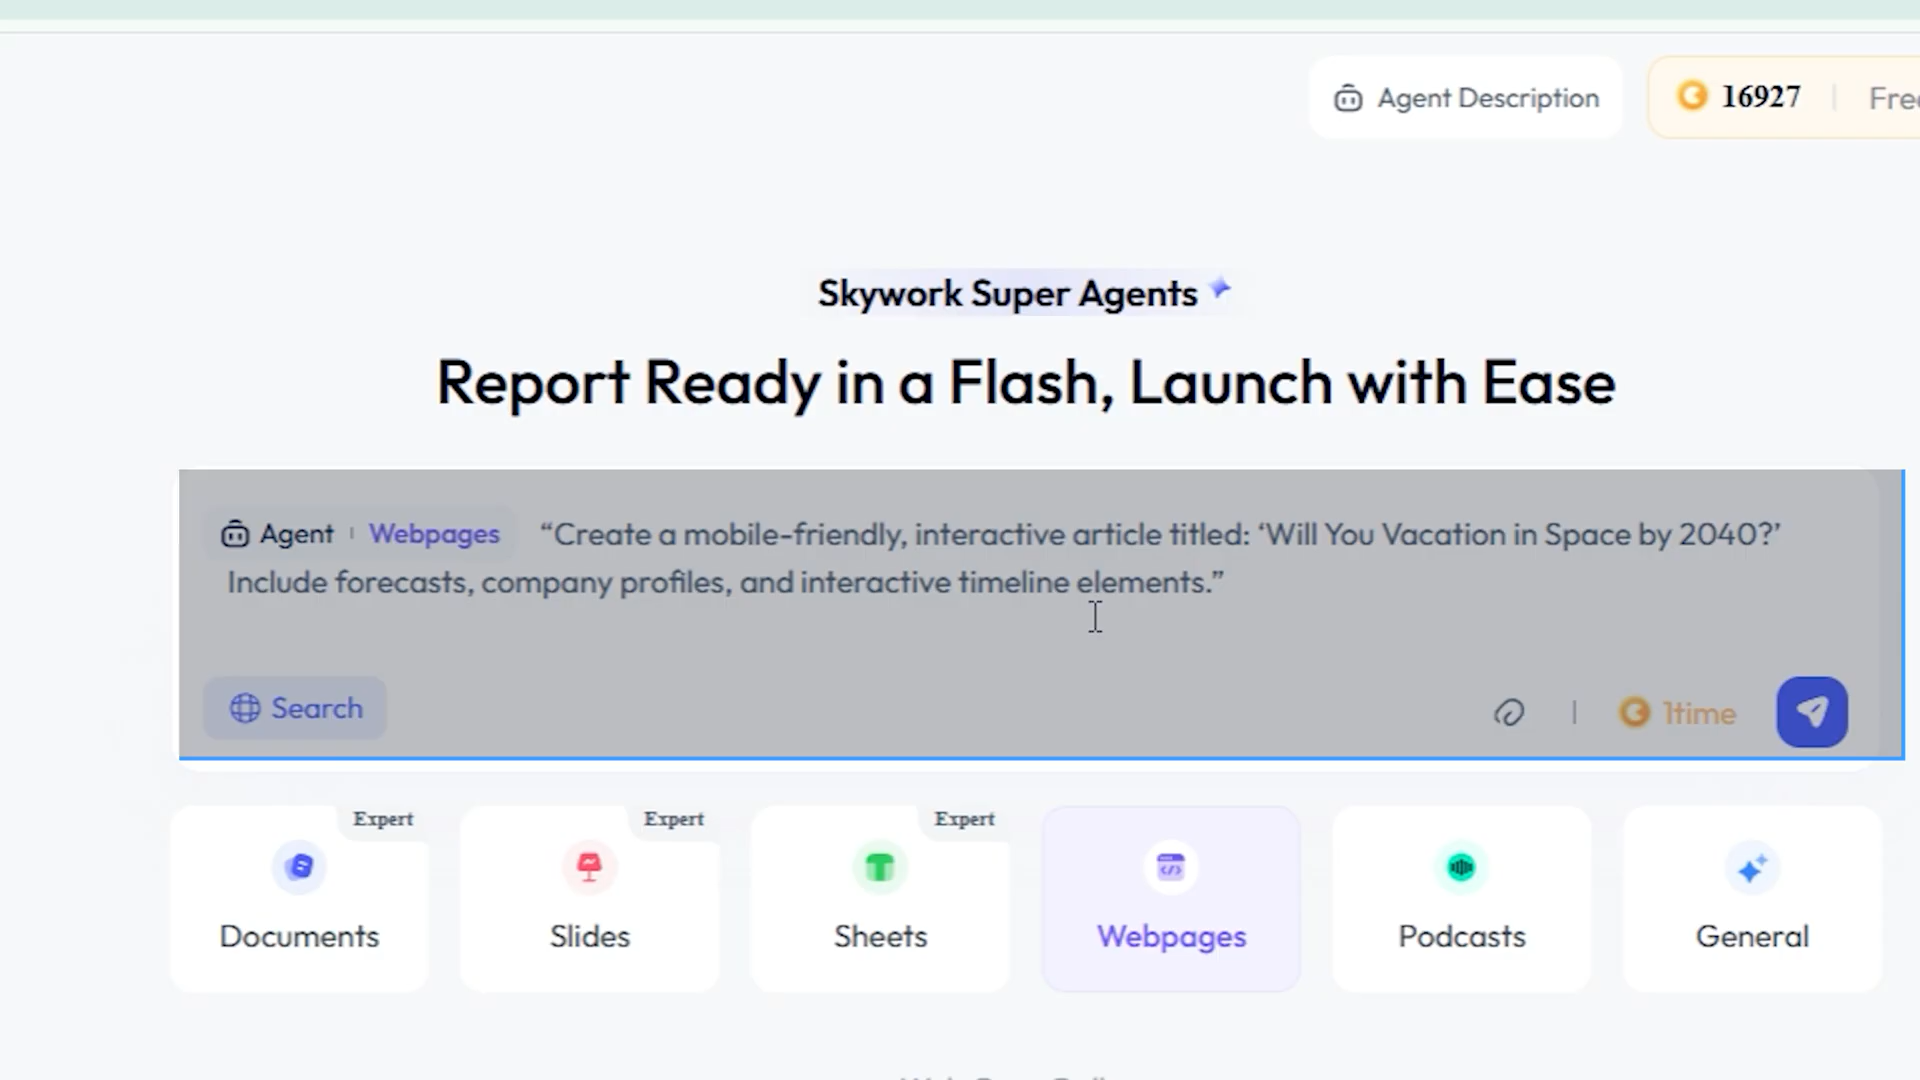 Agent Description
16927
Skywork Super Agents
Report Ready in a Flash, Launch with Ease
Agent Webpages “Create a mobile-friendly, interactive article titled: ‘Will You Vacation in Space by 2040?’
Include forecasts, company profiles, and interactive timeline elements.”
Search
1time
Expert
Expert
Expert
Documents
Slides
Sheets
Webpages
Podcasts
General